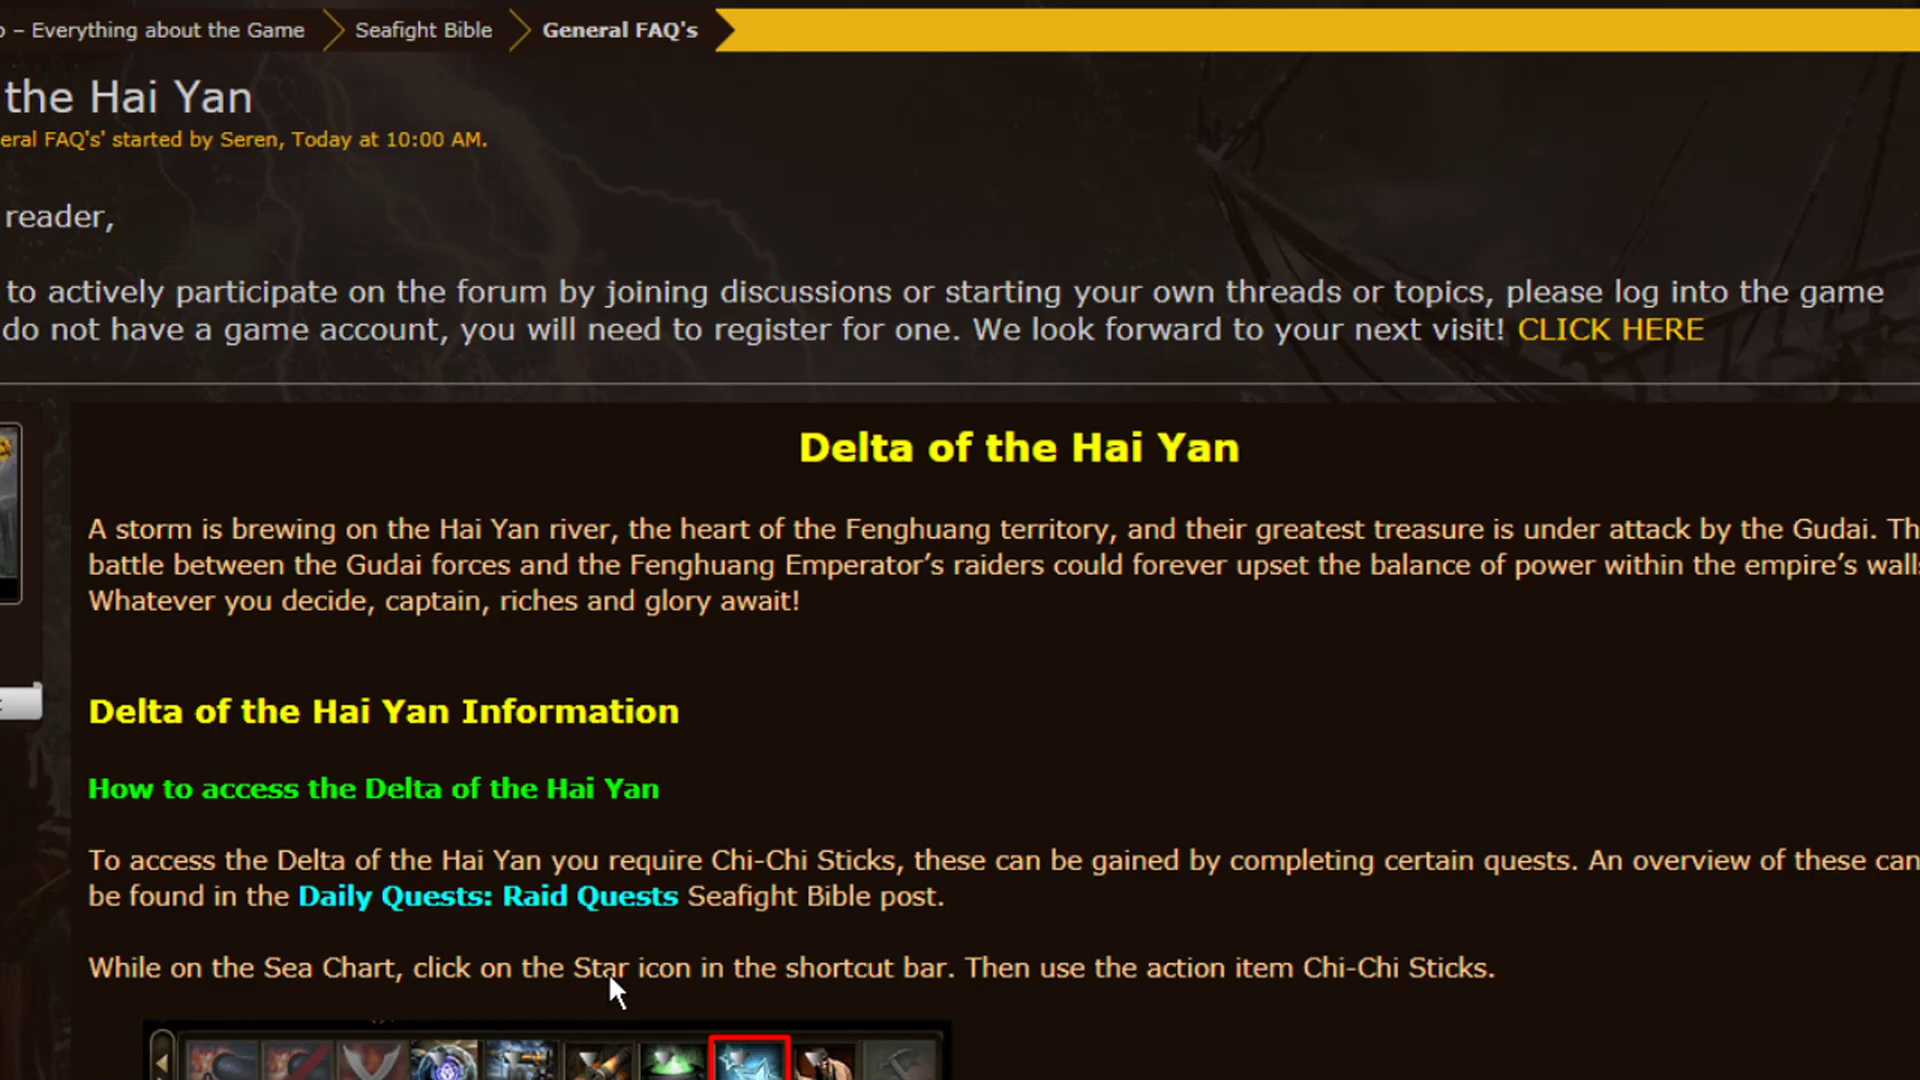 – Everything about the Game
Seafight Bible
General FAQ's
the Hai Yan
eral FAQ's' started by Seren, Today at 10:00 AM.
reader,
to actively participate on the forum by joining discussions or starting your own threads or topics, please log into the game
do not have a game account, you will need to register for one. We look forward to your next visit! CLICK HERE
Delta of the Hai Yan
A storm is brewing on the Hai Yan river, the heart of the Fenghuang territory, and their greatest treasure is under attack by the Gudai. Th
battle between the Gudai forces and the Fenghuang Emperator’s raiders could forever upset the balance of power within the empire’s walls
Whatever you decide, captain, riches and glory await!
Delta of the Hai Yan Information
How to access the Delta of the Hai Yan
To access the Delta of the Hai Yan you require Chi-Chi Sticks, these can be gained by completing certain quests. An overview of these can
be found in the Daily Quests: Raid Quests Seafight Bible post.
While on the Sea Chart, click on the Star icon in the shortcut bar. Then use the action item Chi-Chi Sticks.